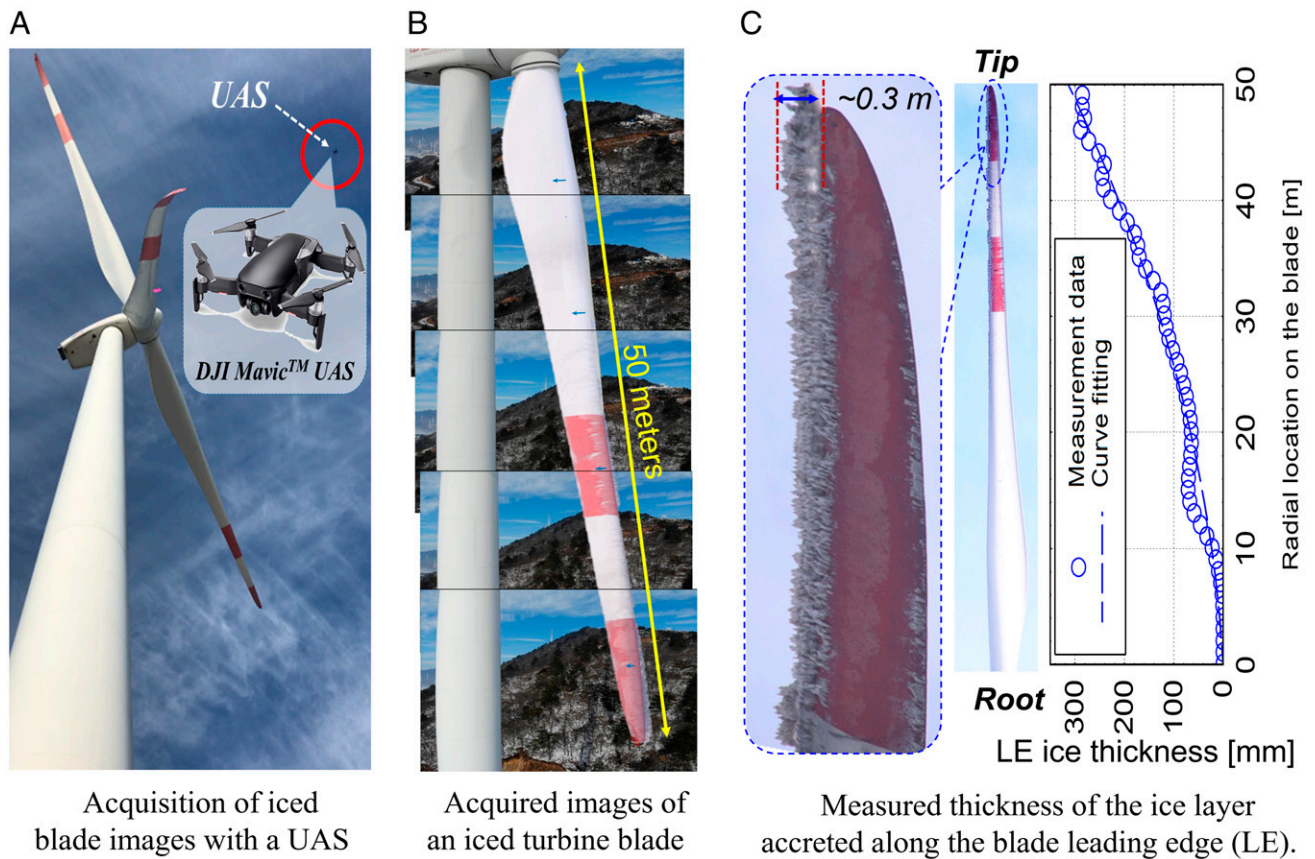 A
UAS
DJI Mavic™ UAS
Acquisition of iced
blade images with a UAS
B
50 meters
Acquired images of
an iced turbine blade
C
~0.3 m
Tip
Root
Measurement data
Curve fitting
0
10
20
30
40
50
Radial location on the blade [m]
300
200
100
0
LE ice thickness [mm]
Measured thickness of the ice layer
accreted along the blade leading edge (LE).